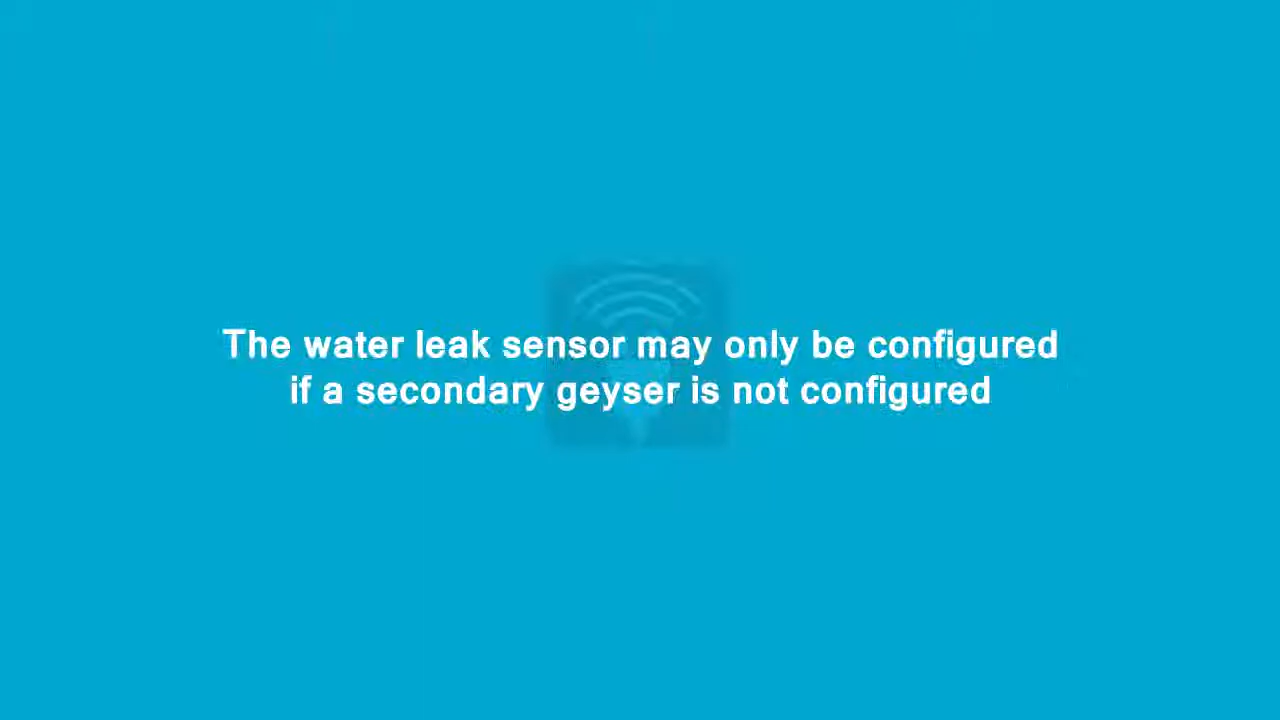 The water leak sensor may only be configured
if a secondary geyser is not configured